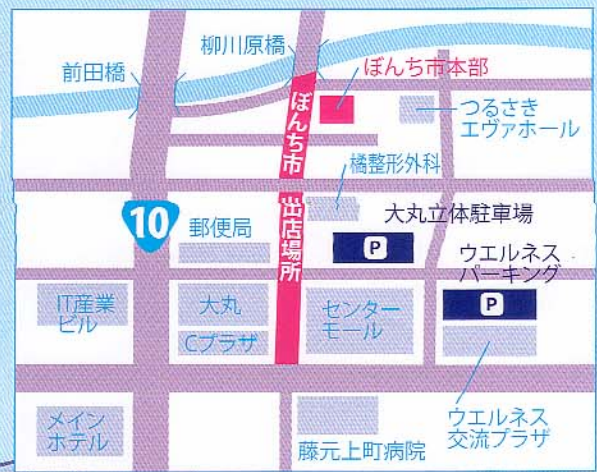 柳川原橋
前田橋
ぼんち市本部
つるさき
エヴァホール
ぼんち市
橘整形外科
出店場所
10
郵便局
大丸立体駐車場
P
ウエルネス
パーキング
P
IT産業
ビル
大丸
Cプラザ
センター
モール
メイン
ホテル
藤元上町病院
ウエルネス
交流プラザ